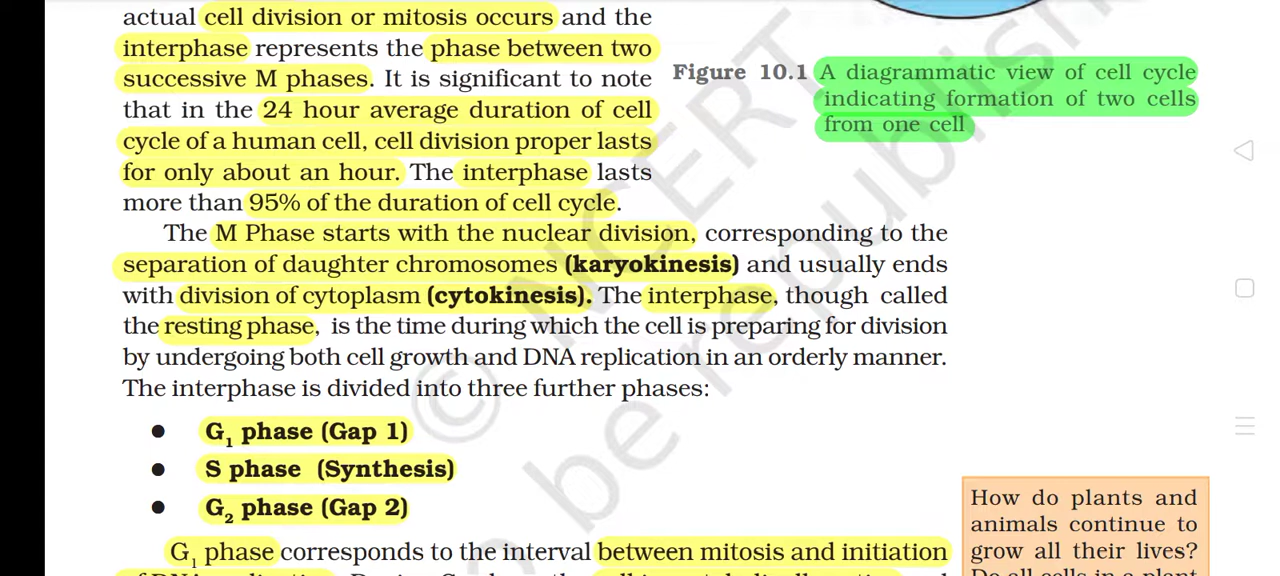 actual cell division or mitosis occurs and the
interphase represents the phase between two
successive M phases. It is significant to note
that in the 24 hour average duration of cell
cycle of a human cell, cell division proper lasts
for only about an hour. The interphase lasts
more than 95% of the duration of cell cycle.
Figure 10.1 A diagrammatic view of cell cycle
indicating formation of two cells
from one cell
The M Phase starts with the nuclear division, corresponding to the
separation of daughter chromosomes (karyokinesis) and usually ends
with division of cytoplasm (cytokinesis). The interphase, though called
the resting phase, is the time during which the cell is preparing for division
by undergoing both cell growth and DNA replication in an orderly manner.
The interphase is divided into three further phases:
● G₁ phase (Gap 1)
● S phase (Synthesis)
● G₂ phase (Gap 2)
G₁ phase corresponds to the interval between mitosis and initiation
How do plants and
animals continue to
grow all their lives?
Do all cells in a plant
© NCERT
be republish